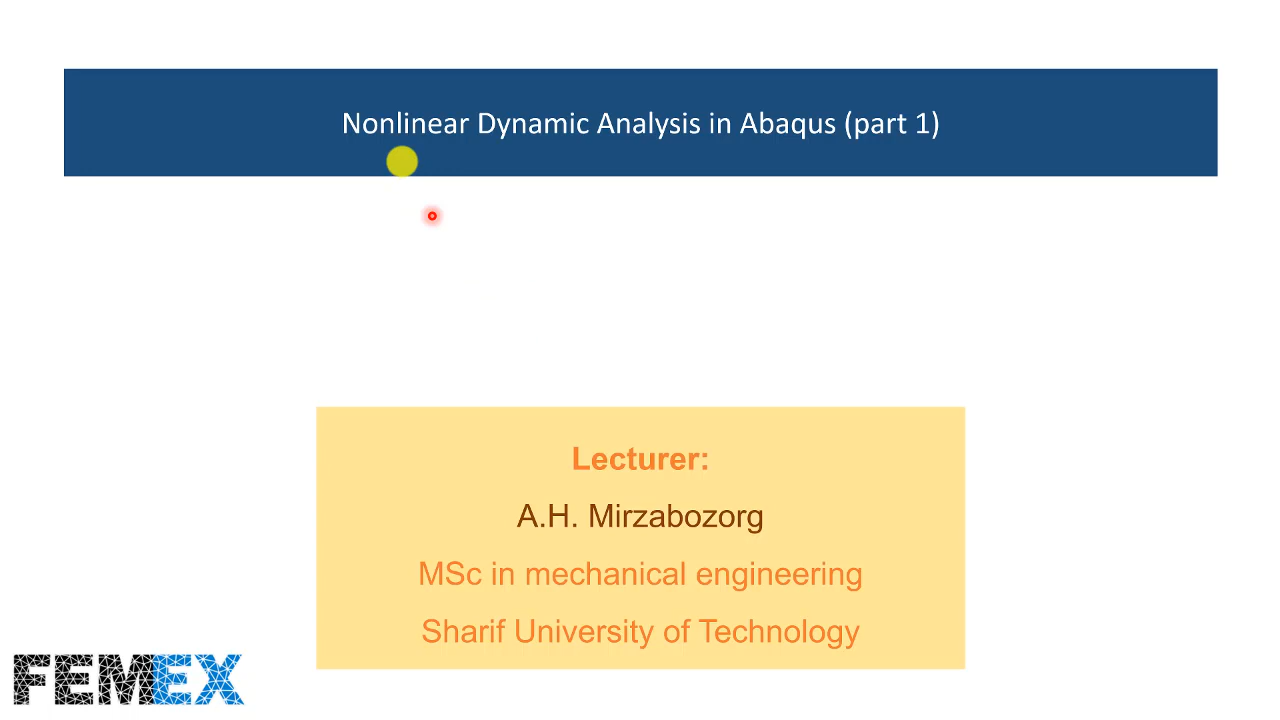 Nonlinear Dynamic Analysis in Abaqus (part 1)
Lecturer:
A.H. Mirzabozorg
MSc in mechanical engineering
Sharif University of Technology
FEMEX